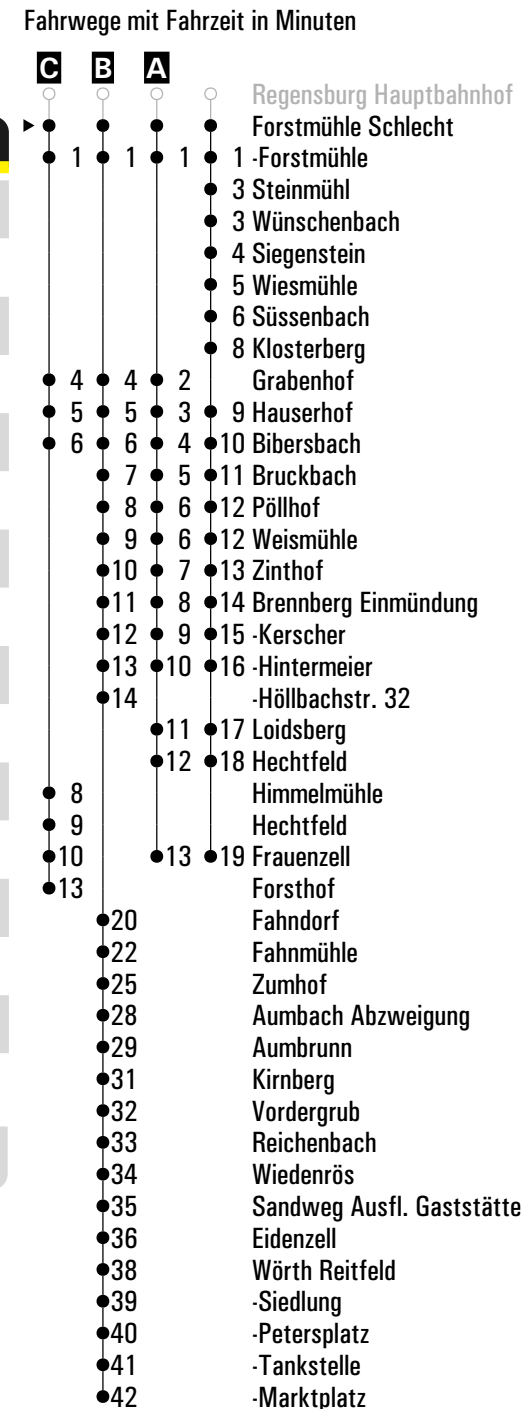 Fahrwege mit Fahrzeit in Minuten
C B A
Regensburg Hauptbahnhof
Forstmühle Schlecht
1 1 1 1 -Forstmühle
3 Steinmühl
3 Wünschenbach
4 Siegenstein
5 Wiesmühle
6 Süssenbach
8 Klosterberg
4 4 2 Grabenhof
5 5 3 9 Hauserhof
6 6 4 10 Bibersbach
7 5 11 Bruckbach
8 6 12 Pöllhof
9 6 12 Weismühle
10 7 13 Zinthof
11 8 14 Brennberg Einmündung
12 9 15 -Kerscher
13 10 16 -Hintermeier
14 -Höllbachstr. 32
11 17 Loidsberg
12 18 Hechtfeld
8 Himmelmühle
9 Hechtfeld
10 13 19 Frauenzell
13 Forsthof
20 Fahndorf
22 Fahnmühle
25 Zumhof
28 Aumbach Abzweigung
29 Aumbrunn
31 Kirnberg
32 Vordergrub
33 Reichenbach
34 Wiedenrös
35 Sandweg Ausfl. Gaststätte
36 Eidenzell
38 Wörth Reitfeld
39 -Siedlung
40 -Petersplatz
41 -Tankstelle
42 -Marktplatz